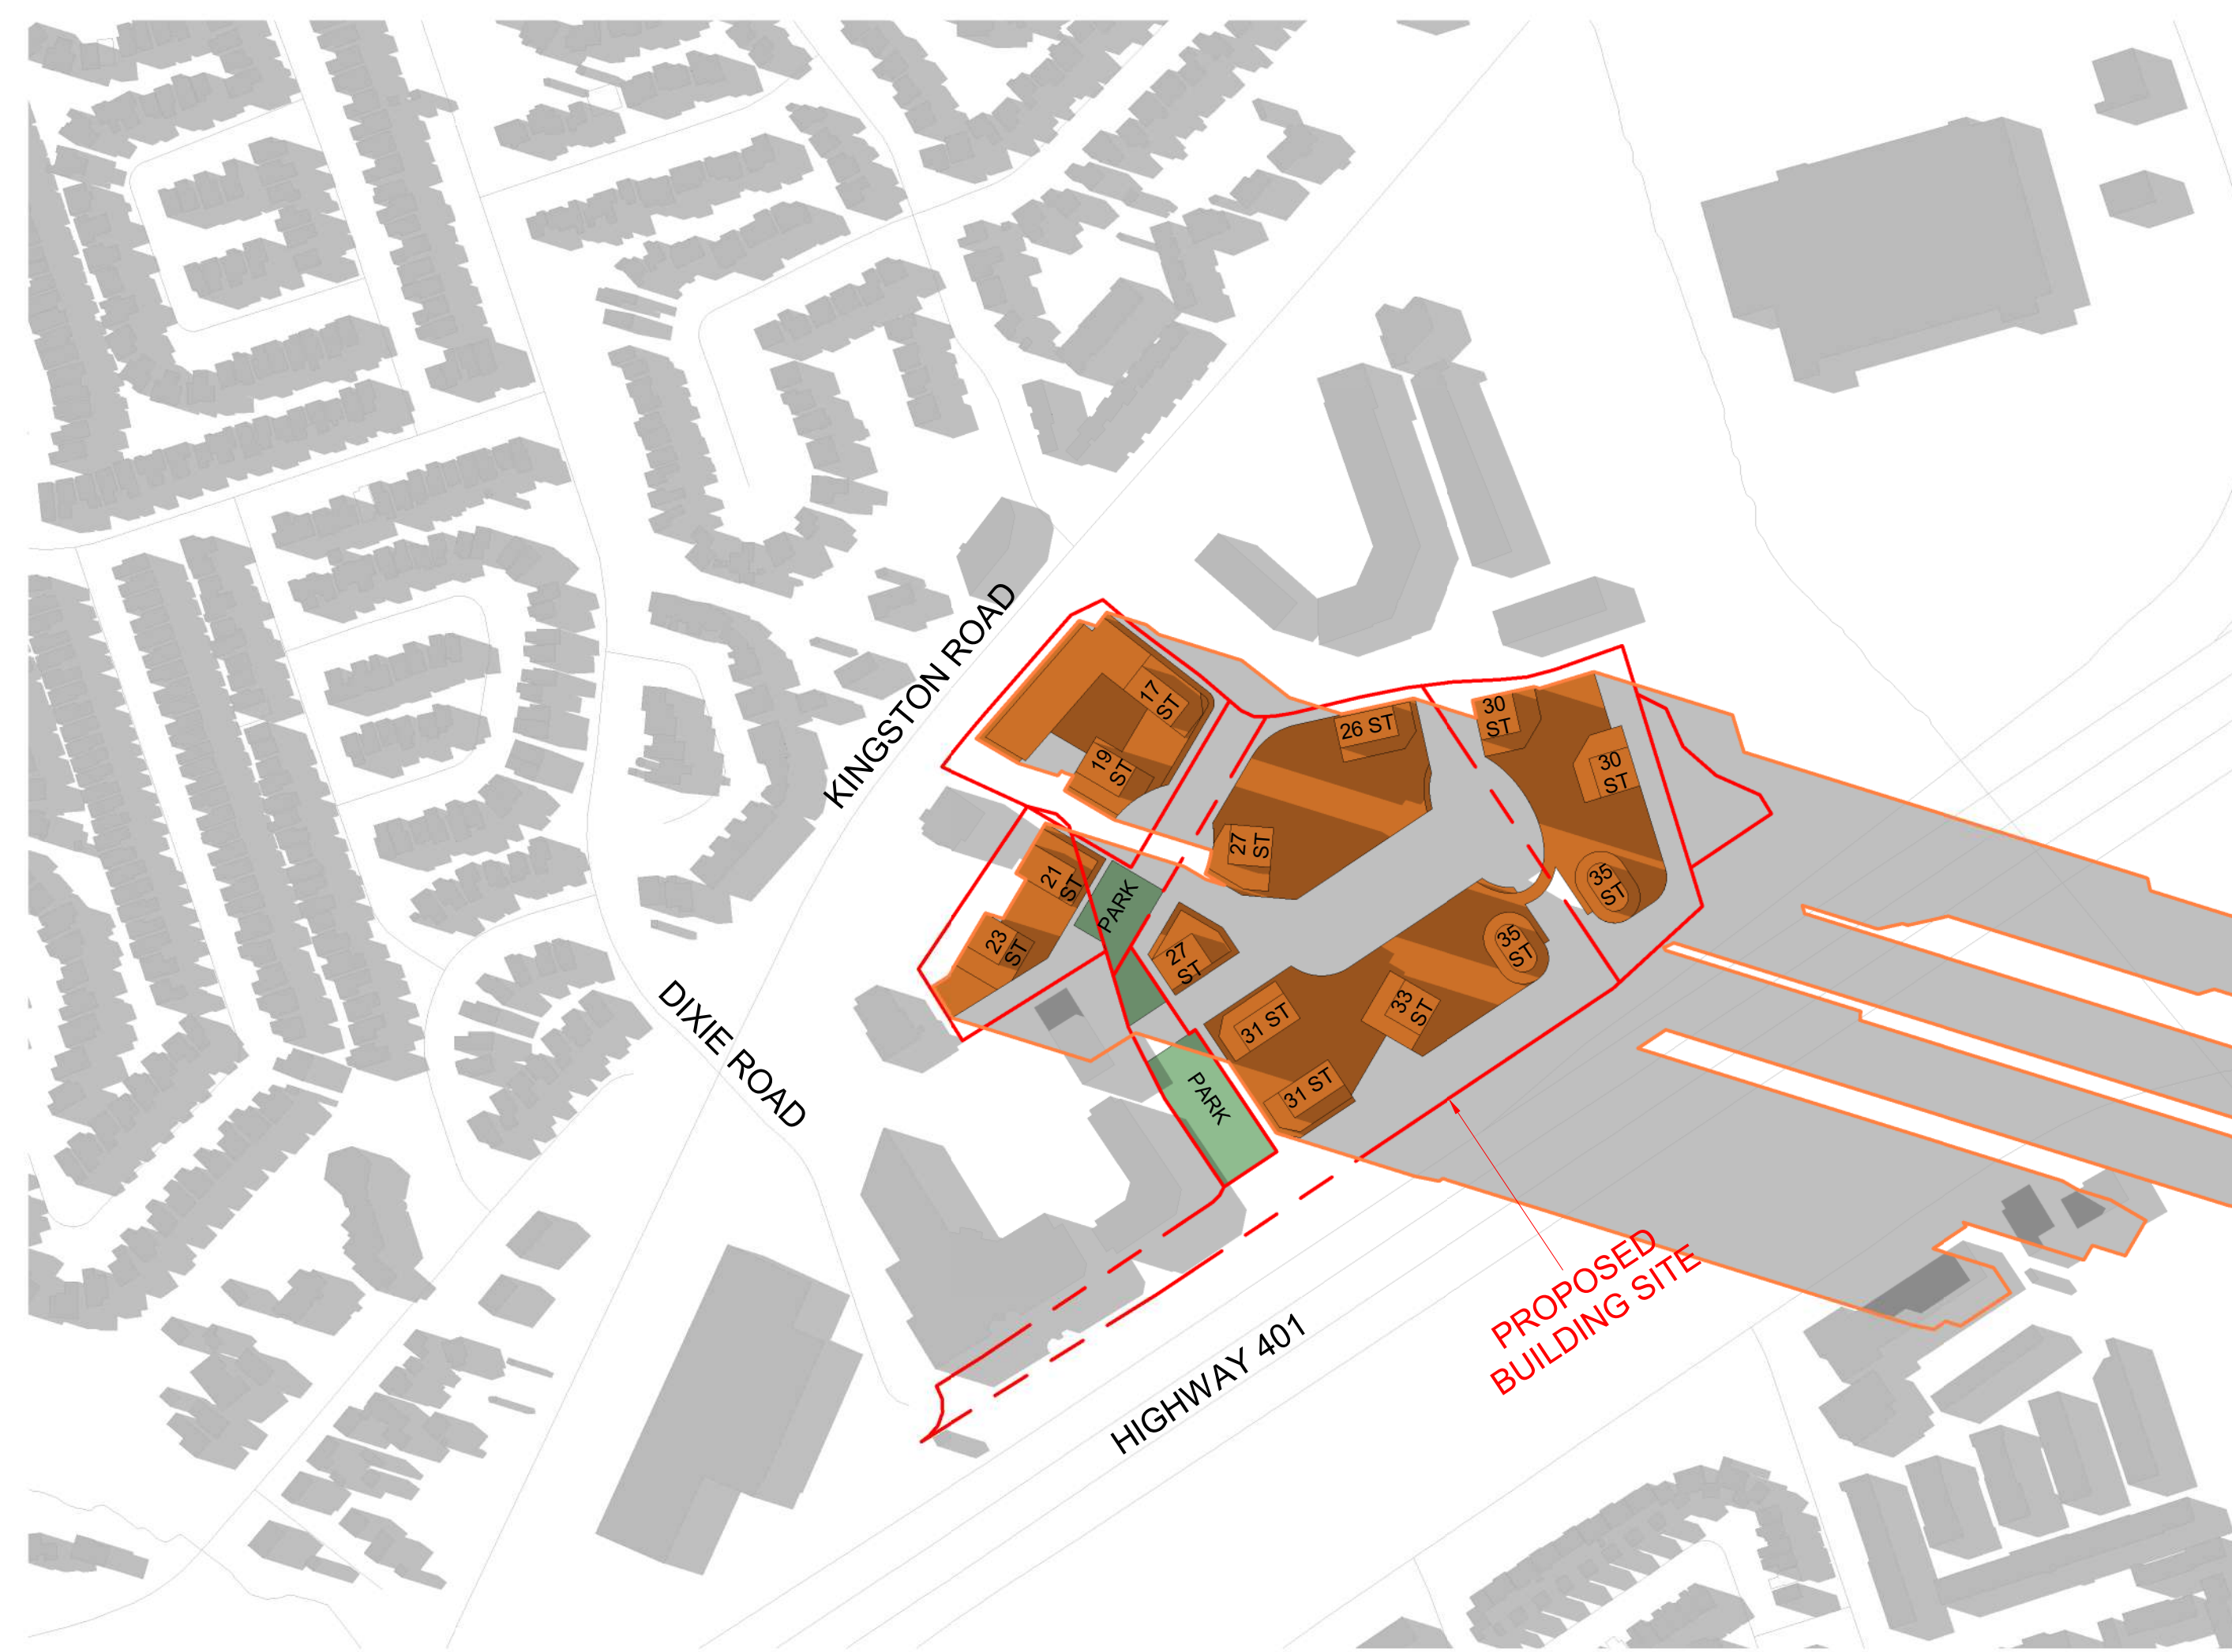 KINGSTON ROAD
17
ST
19
ST
26 ST
30
ST
30
ST
27
ST
21
ST
PARK
35
ST
23
ST
27
ST
35
ST
31 ST
33
ST
31 ST
PARK
DIXIE ROAD
HIGHWAY 401
PROPOSED
BUILDING SITE